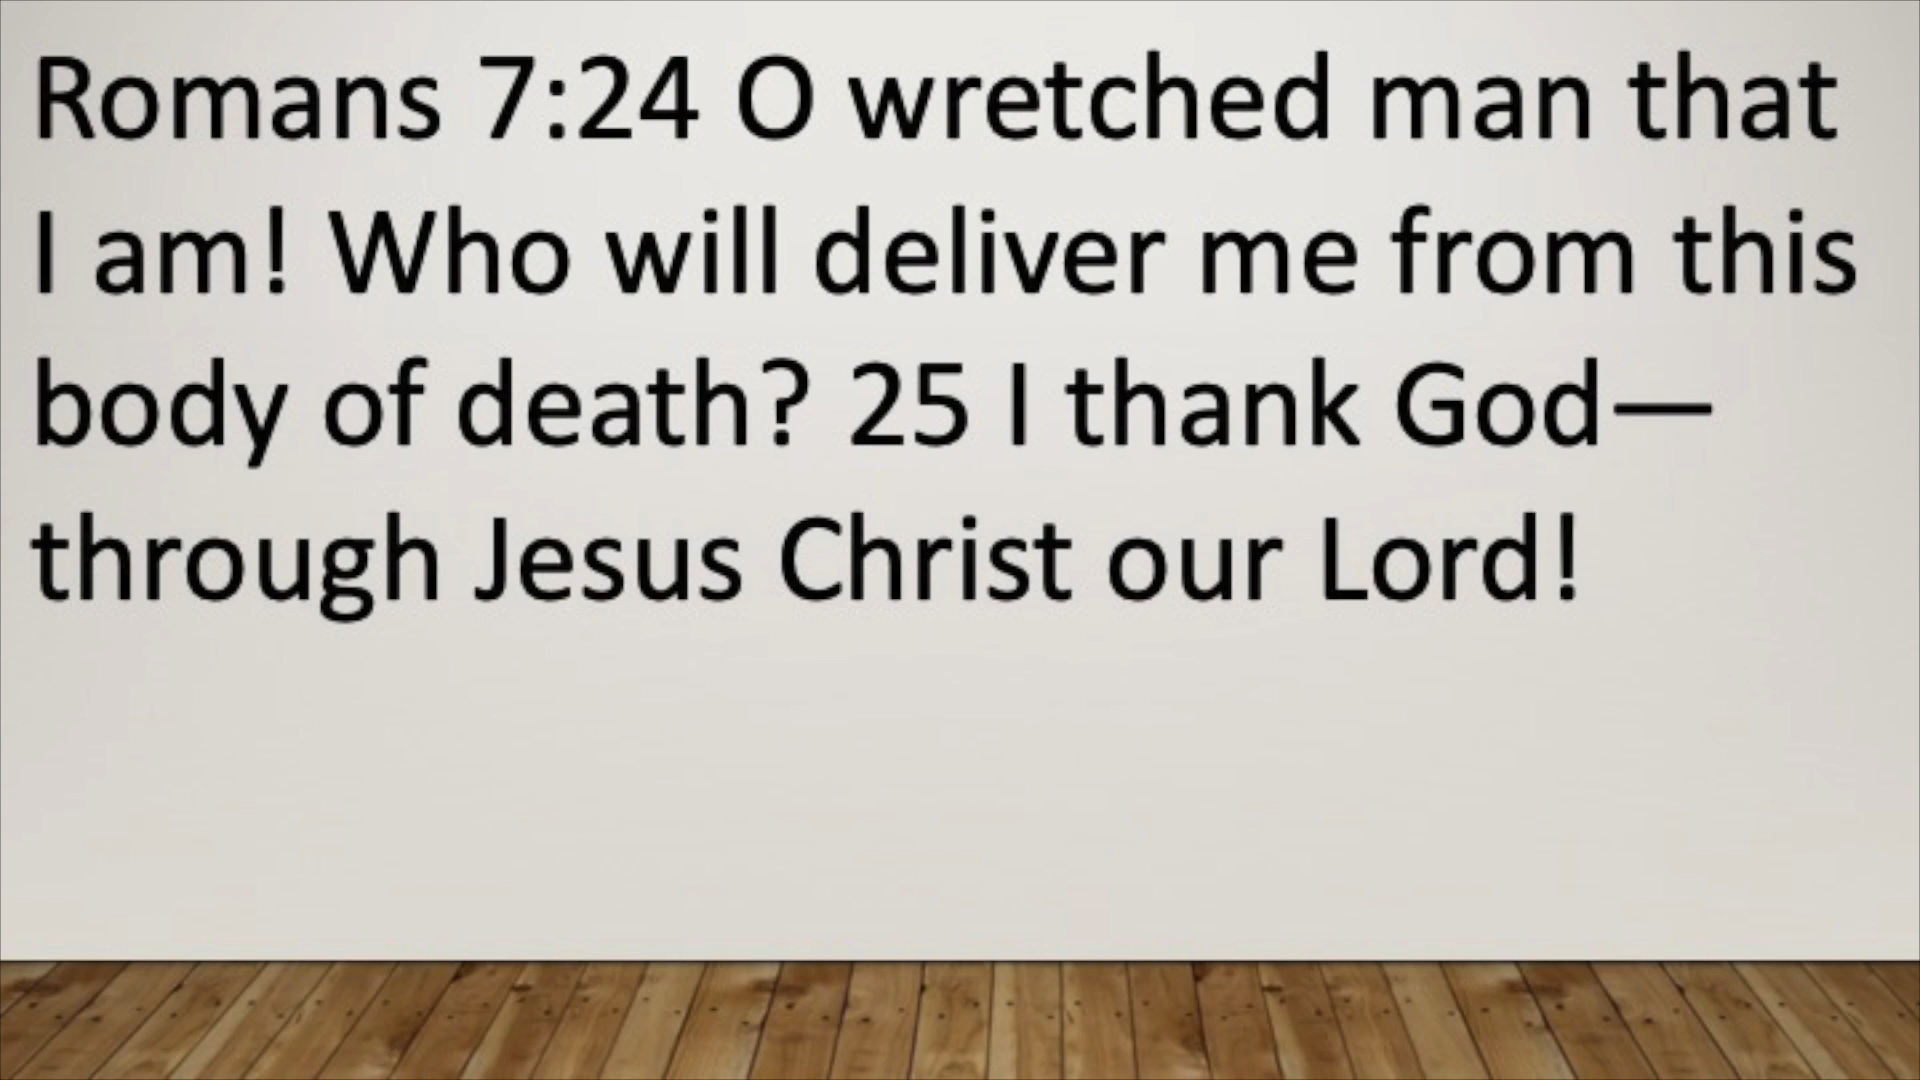 Romans 7:24 O wretched man that
I am! Who will deliver me from this
body of death? 25 I thank God—
through Jesus Christ our Lord!